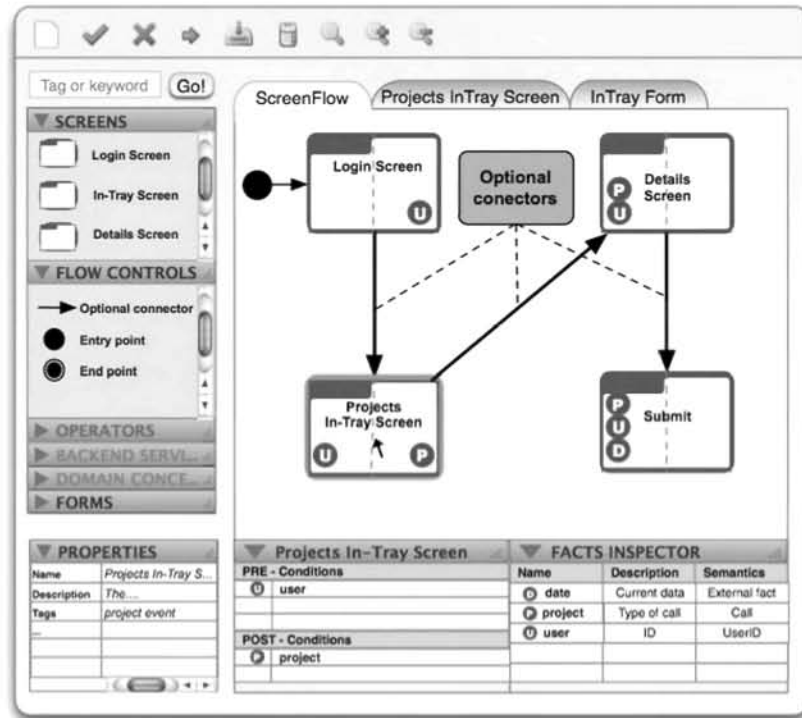 Tag or keyword
Go!
SCREENS
Login Screen
In-Tray Screen
Details Screen
FLOW CONTROLS
Optional connector
Entry point
End point
OPERATORS
BACKEND SERVI...
DOMAIN CONCE...
FORMS
ScreenFlow
Projects InTray Screen
InTray Form
Login Screen
U
Optional
conectors
Details
Screen
P
U
Projects
In-Tray Screen
U
P
Submit
P
U
D
PROPERTIES
Name
Projects In-Tray S...
Description
The....
Tags
project event
...
Projects In-Tray Screen
PRE - Conditions
U user
POST - Conditions
P project
FACTS INSPECTOR
Name Description Semantics
D date Current data External fact
P project Type of call Call
U user ID UserID